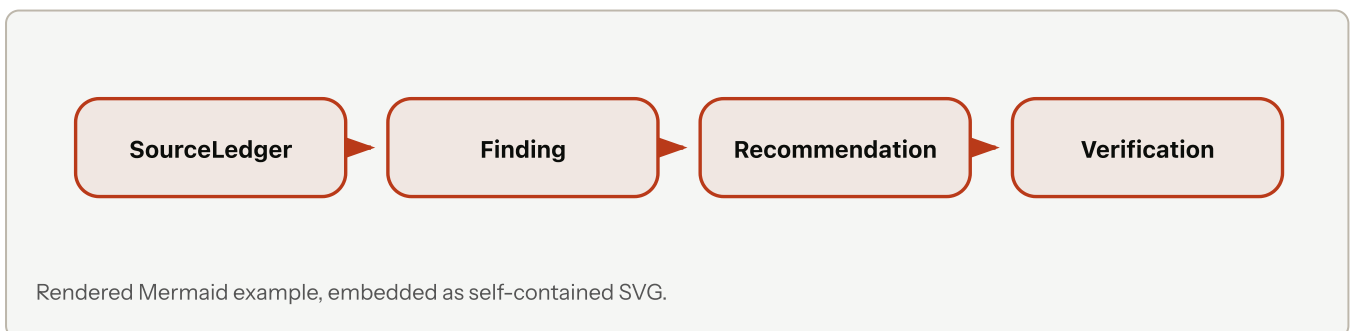 SourceLedger
Finding
Recommendation
Verification
Rendered Mermaid example, embedded as self-contained SVG.